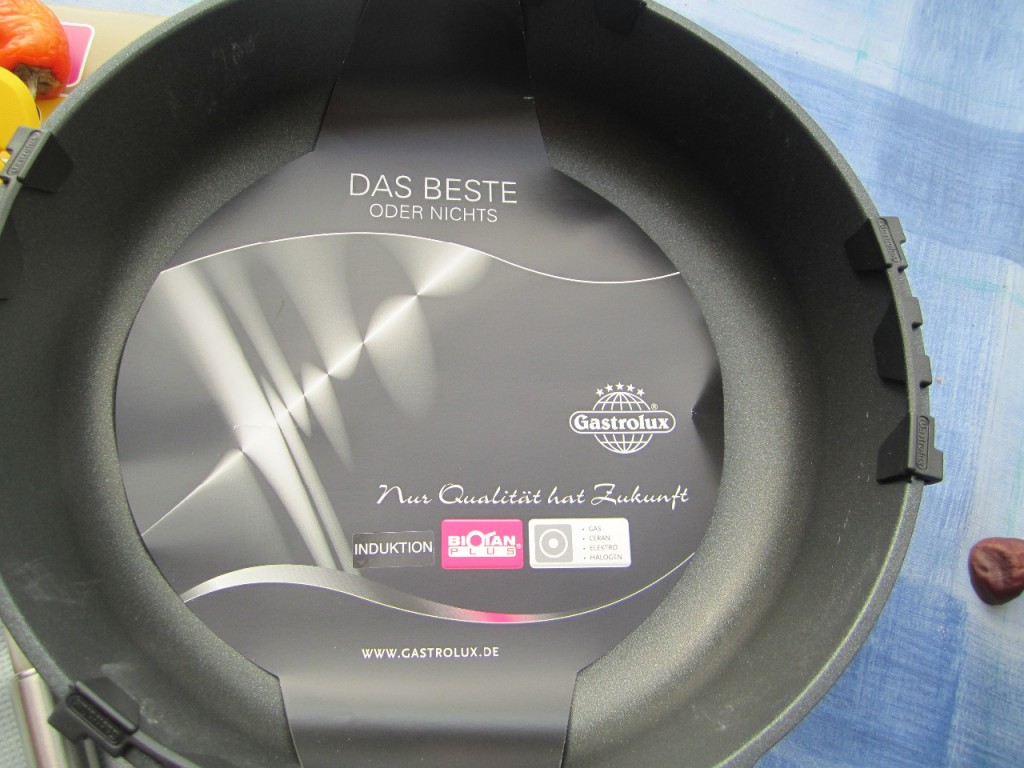 DAS BESTE
ODER NICHTS
Gastrolux®
Nur Qualität hat Zukunft
INDUKTION
BIOTAN
PLUS®
• GAS
• CERAN
• ELEKTRO
• HALOGEN
WWW.GASTROLUX.DE